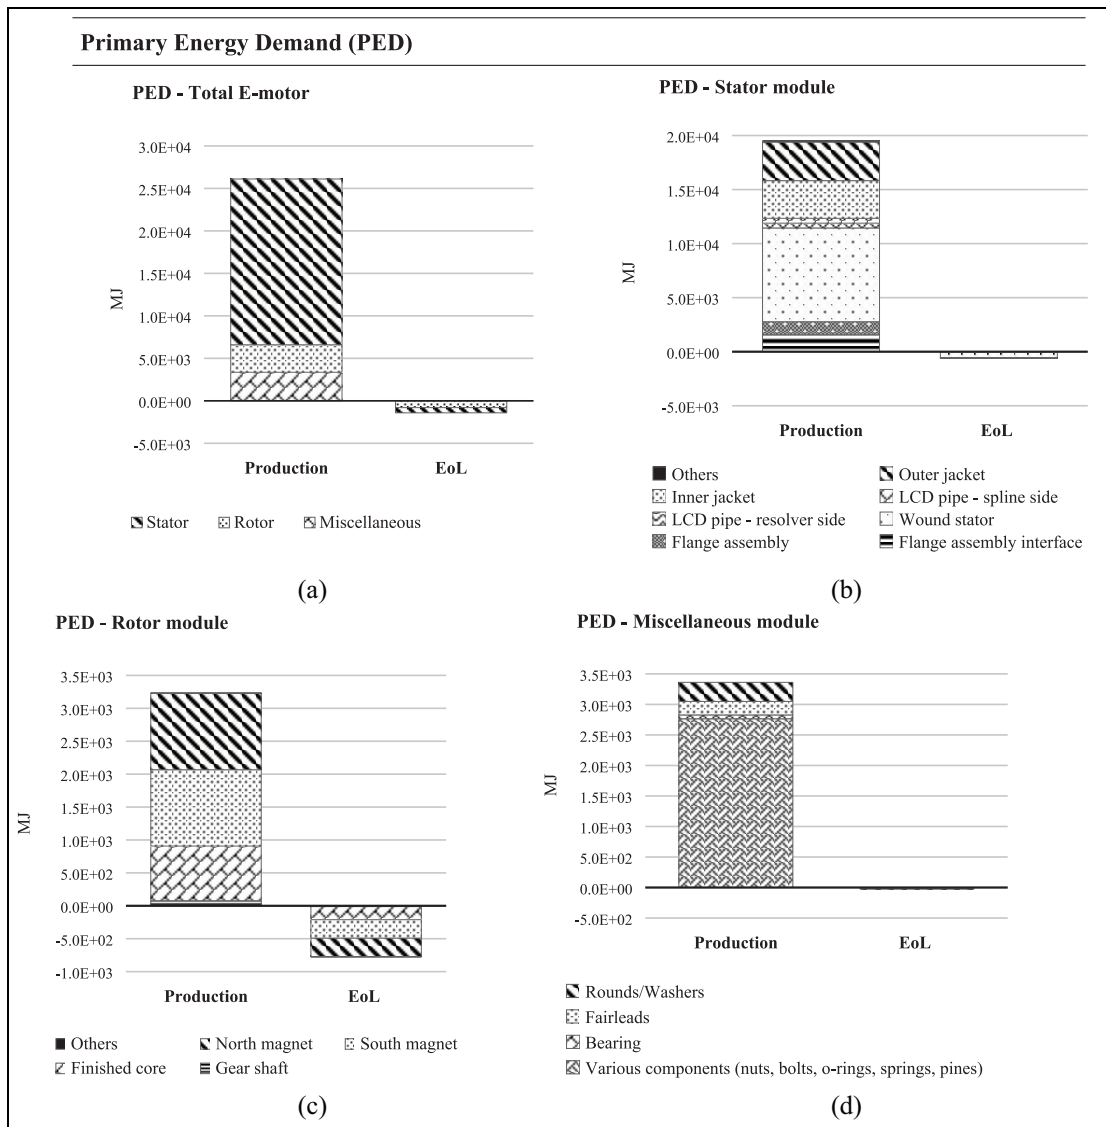 Primary Energy Demand (PED)
PED - Total E-motor
3.0E+04
2.5E+04
2.0E+04
1.5E+04
1.0E+04
5.0E+03
0.0E+00
-5.0E+03
MJ
Production EoL
Stator Rotor Miscellaneous
(a)
PED - Stator module
2.0E+04
1.5E+04
1.0E+04
5.0E+03
0.0E+00
-5.0E+03
MJ
Production EoL
Others Outer jacket
Inner jacket LCD pipe - spline side
LCD pipe - resolver side Wound stator
Flange assembly Flange assembly interface
(b)
PED - Rotor module
3.5E+03
3.0E+03
2.5E+03
2.0E+03
1.5E+03
1.0E+03
5.0E+02
0.0E+00
-5.0E+02
-1.0E+03
MJ
Production EoL
Others North magnet South magnet
Finished core Gear shaft
(c)
PED - Miscellaneous module
3.5E+03
3.0E+03
2.5E+03
2.0E+03
1.5E+03
1.0E+03
5.0E+02
0.0E+00
-5.0E+02
MJ
Production EoL
Rounds/Washers
Fairleads
Bearing
Various components (nuts, bolts, o-rings, springs, pines)
(d)